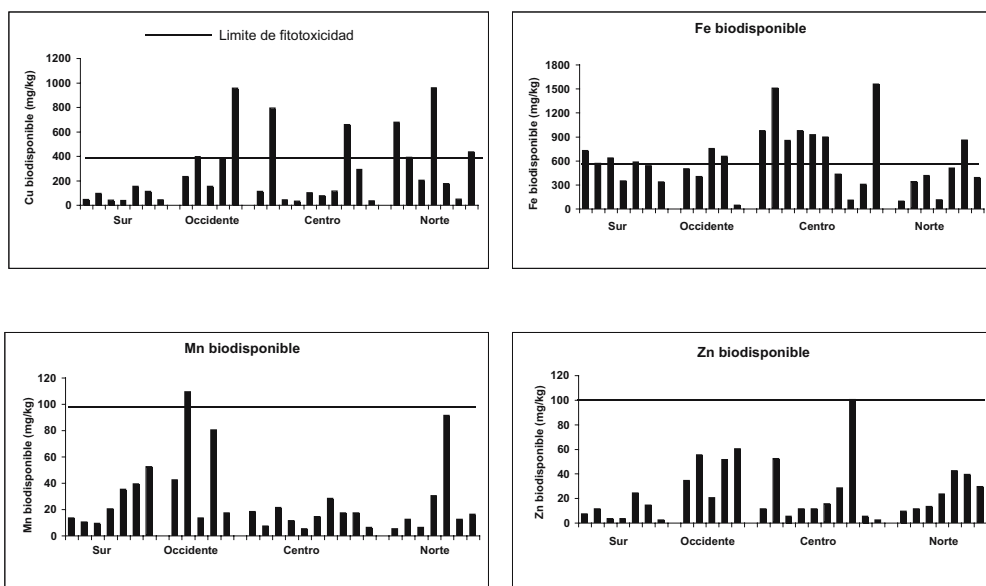 Limite de fitotoxicidad
Cu biodisponible (mg/kg)
1200
1000
800
600
400
200
0
Sur Occidente Centro Norte
Fe biodisponible
Fe biodisponible (mg/kg)
1800
1500
1200
900
600
300
0
Sur Occidente Centro Norte
Mn biodisponible
Mn biodisponible (mg/kg)
120
100
80
60
40
20
0
Sur Occidente Centro Norte
Zn biodisponible
Zn biodisponible (mg/kg)
120
100
80
60
40
20
0
Sur Occidente Centro Norte